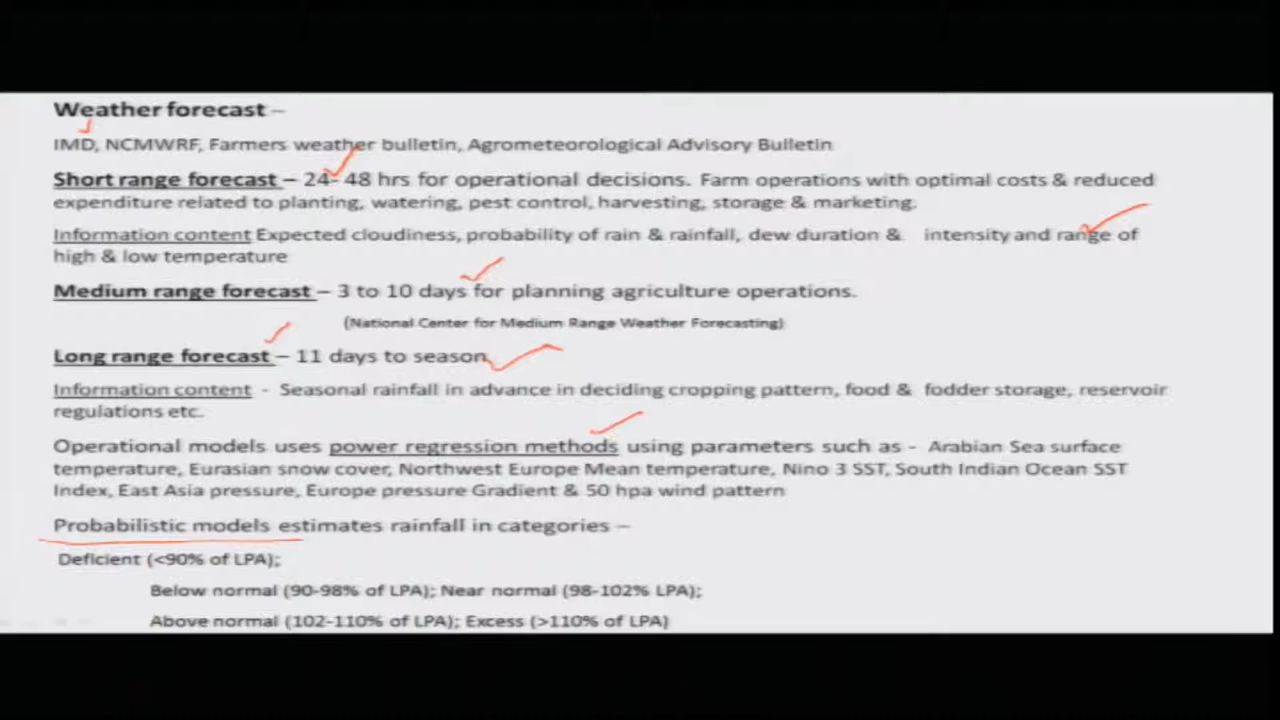 Weather forecast –
IMD, NCMWRF, Farmers weather bulletin, Agrometeorological Advisory Bulletin
Short range forecast – 24- 48 hrs for operational decisions. Farm operations with optimal costs & reduced
expenditure related to planting, watering, pest control, harvesting, storage & marketing.
Information content Expected cloudiness, probability of rain & rainfall, dew duration & intensity and range of
high & low temperature
Medium range forecast – 3 to 10 days for planning agriculture operations.
(National Center for Medium Range Weather Forecasting)
Long range forecast – 11 days to season
Information content - Seasonal rainfall in advance in deciding cropping pattern, food & fodder storage, reservoir
regulations etc.
Operational models uses power regression methods using parameters such as - Arabian Sea surface
temperature, Eurasian snow cover, Northwest Europe Mean temperature, Nino 3 SST, South Indian Ocean SST
Index, East Asia pressure, Europe pressure Gradient & 50 hpa wind pattern
Probabilistic models estimates rainfall in categories –
Deficient (<90% of LPA);
Below normal (90-98% of LPA); Near normal (98-102% LPA);
Above normal (102-110% of LPA); Excess (>110% of LPA)